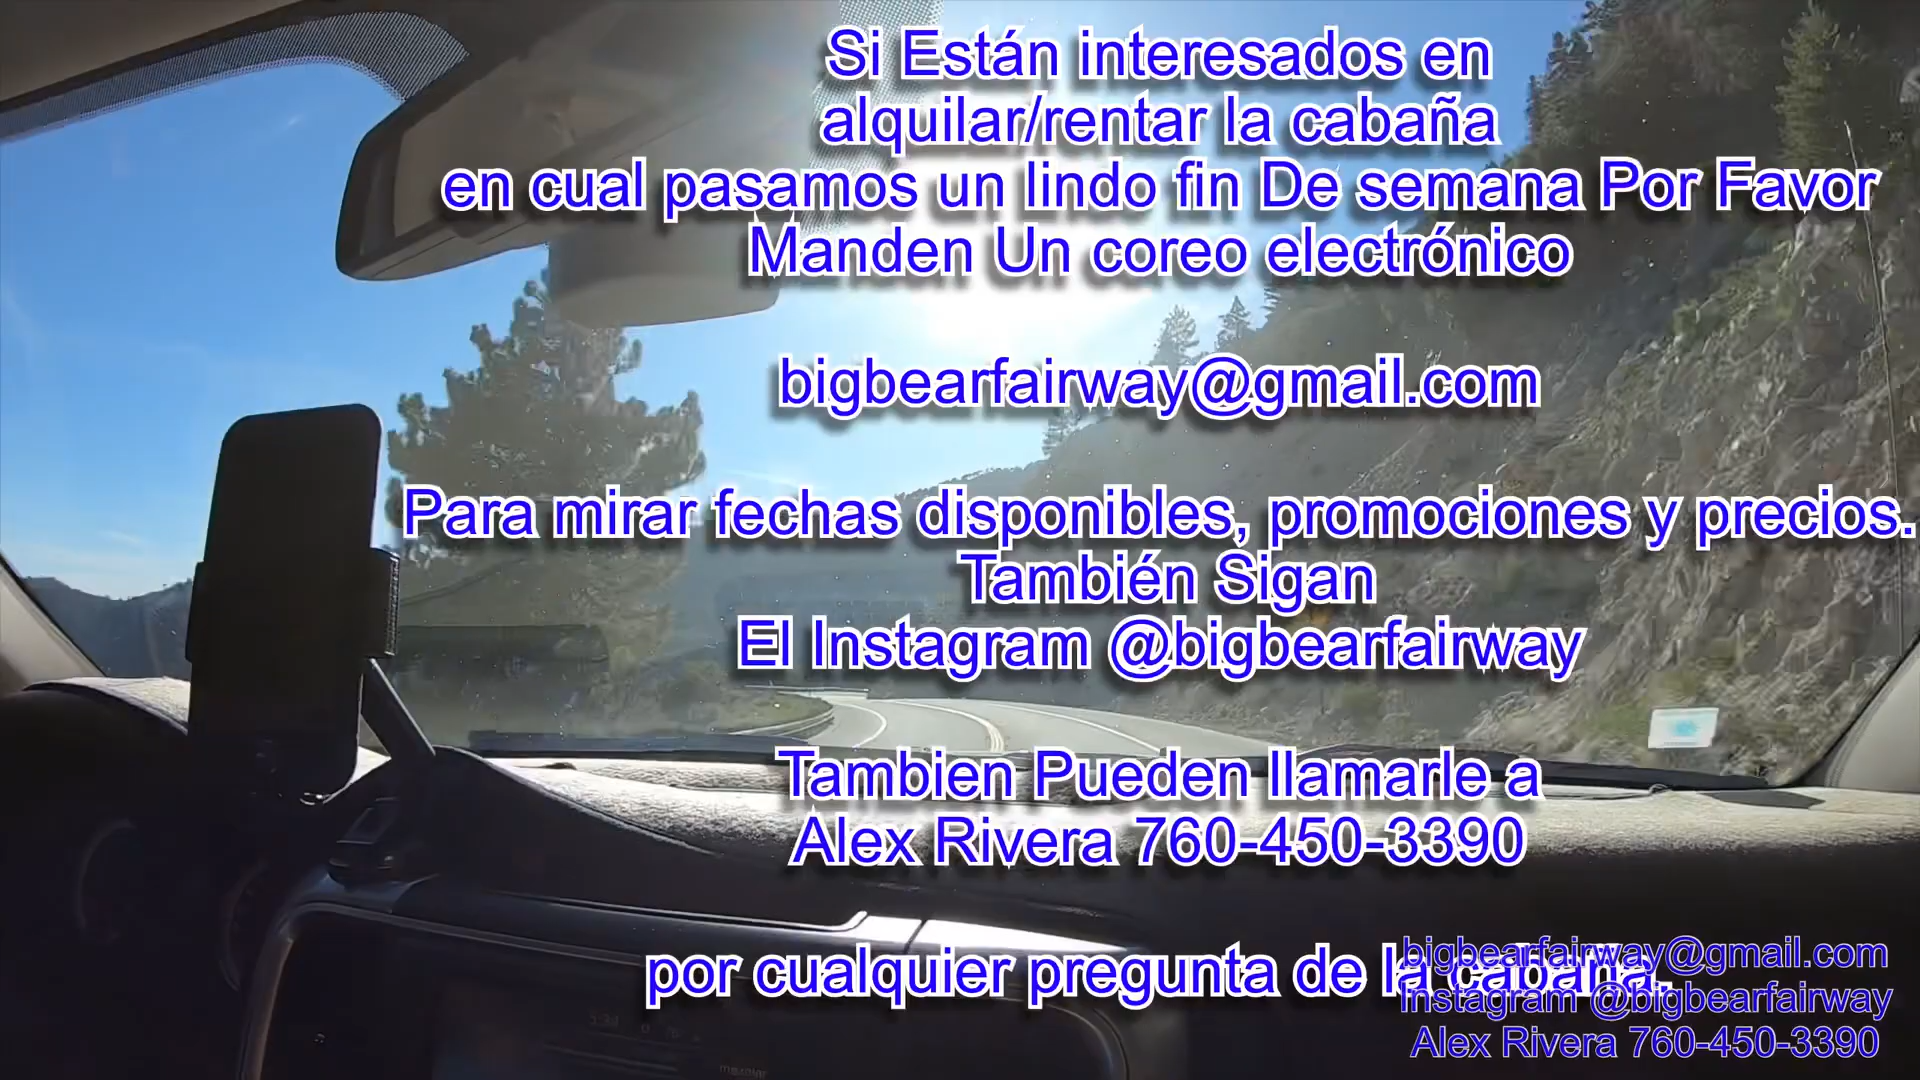 Si Están interesados en
alquilar/rentar la cabaña
en cual pasamos un lindo fin De semana Por Favor
Manden Un coreo electrónico
bigbearfairway@gmail.com
Para mirar fechas disponibles, promociones y precios.
También Sigan
El Instagram @bigbearfairway
Tambien Pueden llamarle a
Alex Rivera 760-450-3390
por cualquier pregunta de la cabaña.
bigbearfairway@gmail.com
Instagram @bigbearfairway
Alex Rivera 760-450-3390